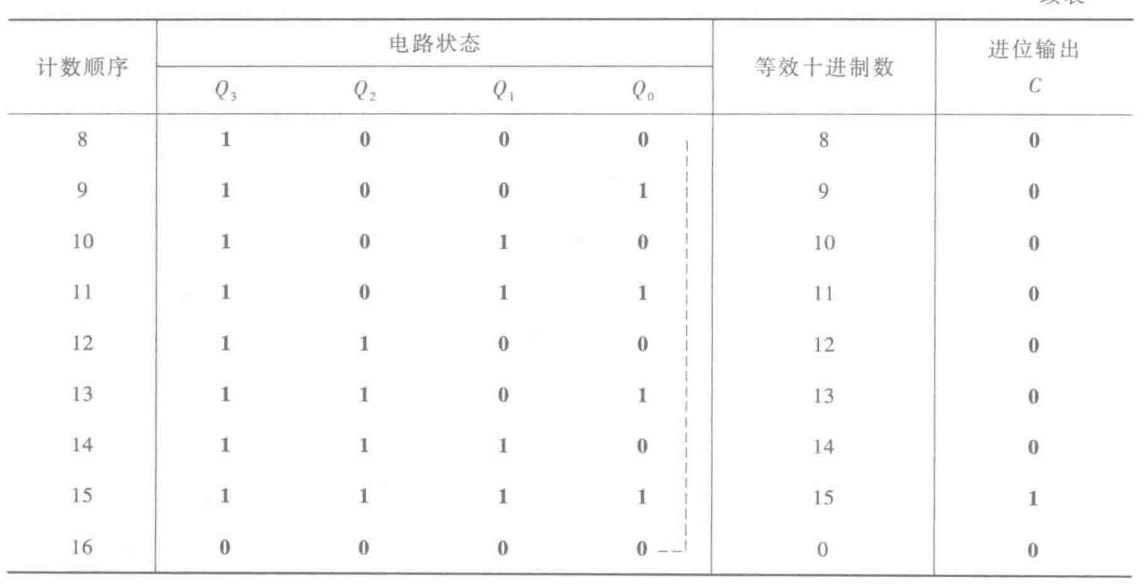 计数顺序 电路状态 等效十进制数 进位输出 C
Q₃ Q₂ Q₁ Q₀
8 1 0 0 0 8 0
9 1 0 0 1 9 0
10 1 0 1 0 10 0
11 1 0 1 1 11 0
12 1 1 0 0 12 0
13 1 1 0 1 13 0
14 1 1 1 0 14 0
15 1 1 1 1 15 1
16 0 0 0 0 0 0